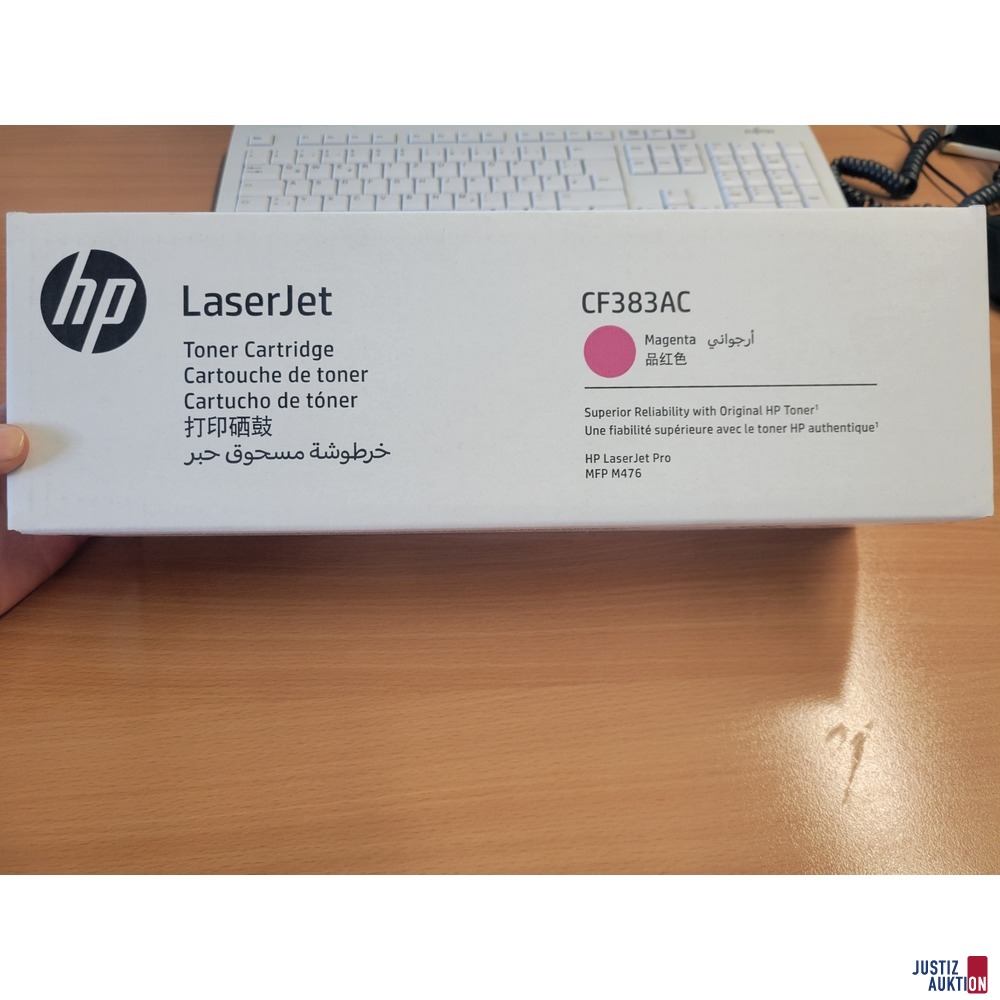 hp
LaserJet
Toner Cartridge
Cartouche de toner
Cartucho de tóner
打印硒鼓
خرطوشة مسحوق حبر
CF383AC
Magenta أرجواني
品红色
Superior Reliability with Original HP Toner¹
Une fiabilité supérieure avec le toner HP authentique¹
HP LaserJet Pro
MFP M476
JUSTIZ
AUKTION